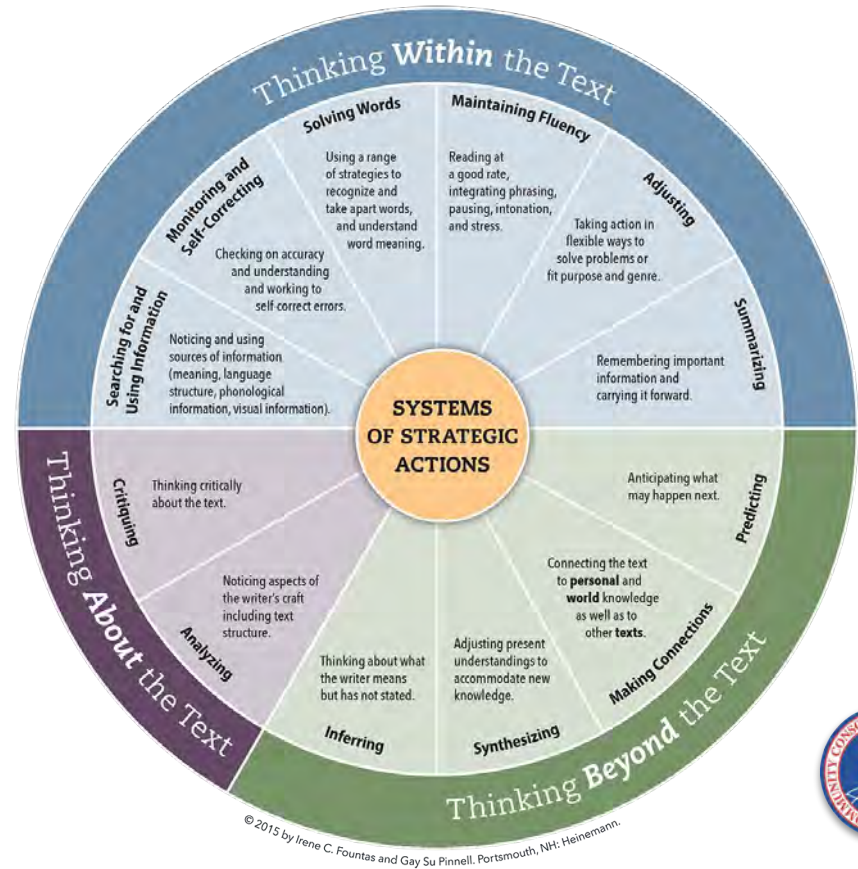 Thinking Within the Text
Solving Words
Using a range
of strategies to
recognize and
take apart words,
and understand
word meaning.
Maintaining Fluency
Reading at
a good rate,
integrating phrasing,
pausing, intonation,
and stress.
Adjusting
Taking action in
flexible ways to
solve problems or
fit purpose and genre.
Summarizing
Remembering important
information and
carrying it forward.
Monitoring and
Self-Correcting
Checking on accuracy
and understanding
and working to
self-correct errors.
Searching for and
Using Information
Noticing and using
sources of information
(meaning, language
structure, phonological
information, visual information).
SYSTEMS
OF STRATEGIC
ACTIONS
Thinking About the Text
Critiquing
Thinking critically
about the text.
Analyzing
Noticing aspects of
the writer's craft
including text
structure.
Thinking Beyond the Text
Predicting
Anticipating what
may happen next.
Making Connections
Connecting the text
to personal and
world knowledge
as well as to
other texts.
Synthesizing
Adjusting present
understandings to
accommodate new
knowledge.
Inferring
Thinking about what
the writer means
but has not stated.
© 2015 by Irene C. Fountas and Gay Su Pinnell. Portsmouth, NH: Heinemann.